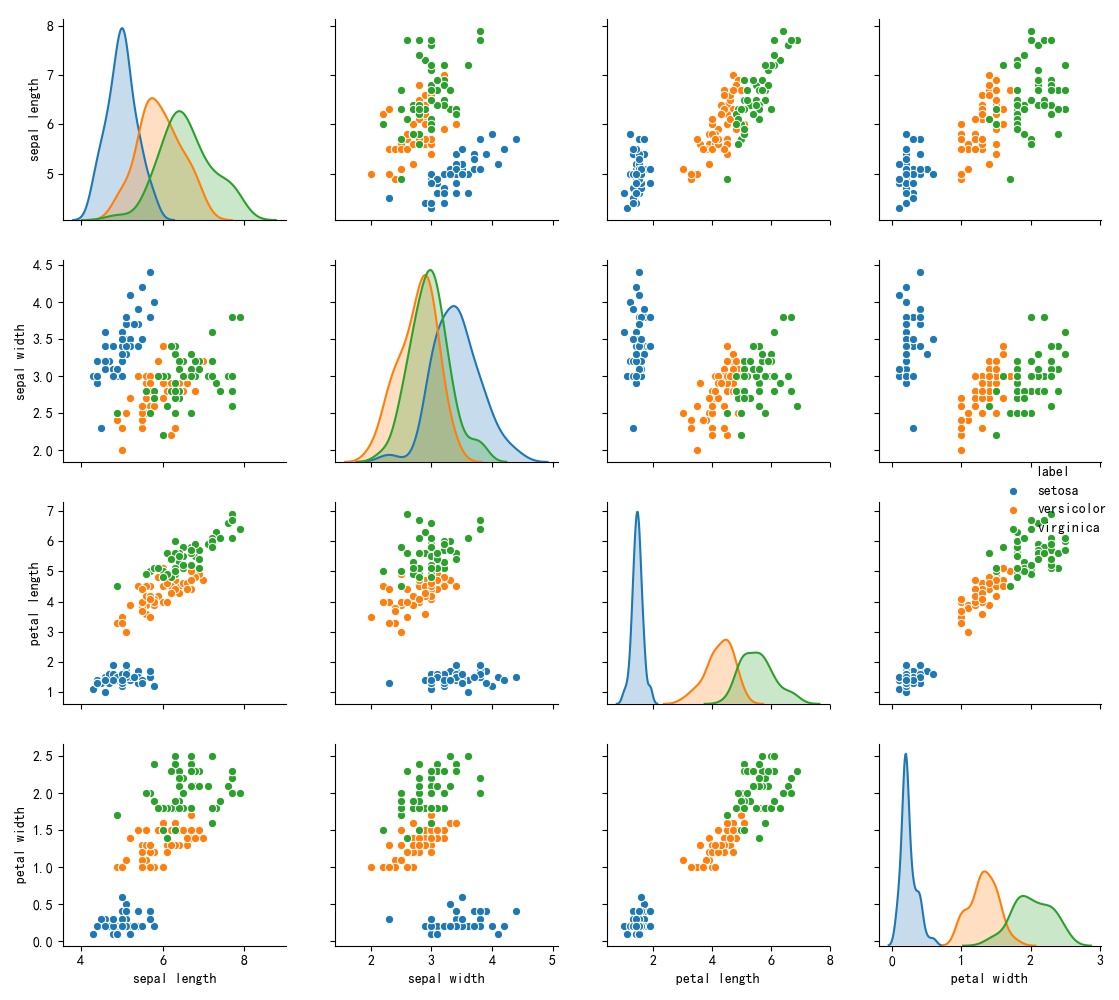 8
7
6
5
sepal length
4 6 8
2 3 4 5
2 4 6 8
0 1 2 3
4.5
4.0
3.5
3.0
2.5
2.0
sepal width
label
setosa
versicolor
virginica
7
6
5
4
3
2
1
petal length
2.5
2.0
1.5
1.0
0.5
0.0
petal width
sepal length
sepal width
petal length
petal width